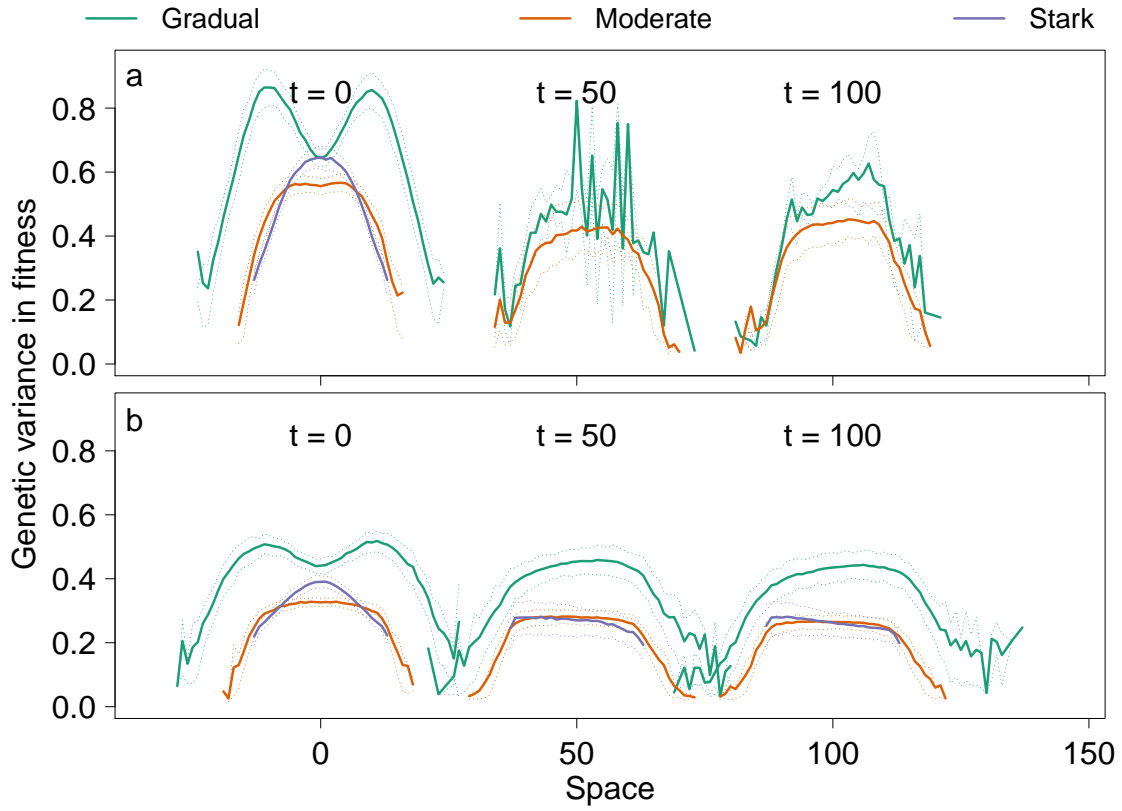 Gradual Moderate Stark
a
t = 0 t = 50 t = 100
0.8
0.6
0.4
0.2
0.0
b
t = 0 t = 50 t = 100
0.8
0.6
0.4
0.2
0.0
Genetic variance in fitness
0 50 100 150
Space